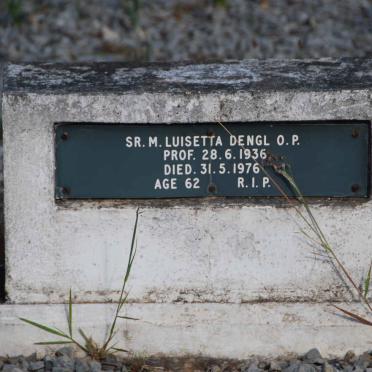 SR. M. LUISETTA DENGL O.P.
PROF. 28.6.1936
DIED. 31.5.1976
AGE 62 R.I.P.